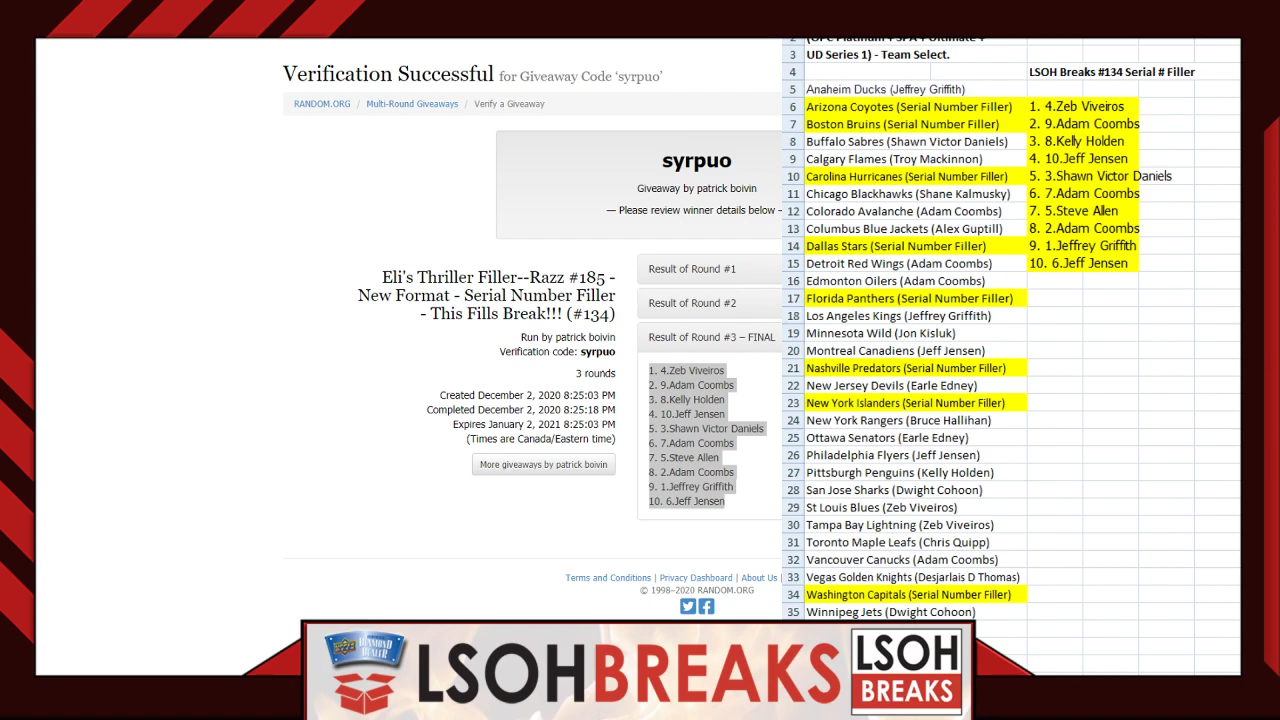 Verification Successful for Giveaway Code ‘syrpuo’
RANDOM.ORG / Multi-Round Giveaways / Verify a Giveaway
syrpuo
Giveaway by patrick boivin
— Please review winner details below –
Eli's Thriller Filler--Razz #185 -
New Format - Serial Number Filler
- This Fills Break!!! (#134)
Run by patrick boivin
Verification code: syrpuo
3 rounds
Created December 2, 2020 8:25:03 PM
Completed December 2, 2020 8:25:18 PM
Expires January 2, 2021 8:25:03 PM
(Times are Canada/Eastern time)
More giveaways by patrick boivin
Result of Round #1
Result of Round #2
Result of Round #3 – FINAL
1. 4.Zeb Viveiros
2. 9.Adam Coombs
3. 8.Kelly Holden
4. 10.Jeff Jensen
5. 3.Shawn Victor Daniels
6. 7.Adam Coombs
7. 5.Steve Allen
8. 2.Adam Coombs
9. 1.Jeffrey Griffith
10. 6.Jeff Jensen
Terms and Conditions | Privacy Dashboard | About Us |
© 1998–2020 RANDOM.ORG
2 (OPC Platinum + SPA + Ultimate +
3 UD Series 1) - Team Select.
4 LSOH Breaks #134 Serial # Filler
5 Anaheim Ducks (Jeffrey Griffith)
6 Arizona Coyotes (Serial Number Filler) 1. 4.Zeb Viveiros
7 Boston Bruins (Serial Number Filler) 2. 9.Adam Coombs
8 Buffalo Sabres (Shawn Victor Daniels) 3. 8.Kelly Holden
9 Calgary Flames (Troy Mackinnon) 4. 10.Jeff Jensen
10 Carolina Hurricanes (Serial Number Filler) 5. 3.Shawn Victor Daniels
11 Chicago Blackhawks (Shane Kalmusky) 6. 7.Adam Coombs
12 Colorado Avalanche (Adam Coombs) 7. 5.Steve Allen
13 Columbus Blue Jackets (Alex Guptill) 8. 2.Adam Coombs
14 Dallas Stars (Serial Number Filler) 9. 1.Jeffrey Griffith
15 Detroit Red Wings (Adam Coombs) 10. 6.Jeff Jensen
16 Edmonton Oilers (Adam Coombs)
17 Florida Panthers (Serial Number Filler)
18 Los Angeles Kings (Jeffrey Griffith)
19 Minnesota Wild (Jon Kisluk)
20 Montreal Canadiens (Jeff Jensen)
21 Nashville Predators (Serial Number Filler)
22 New Jersey Devils (Earle Edney)
23 New York Islanders (Serial Number Filler)
24 New York Rangers (Bruce Hallihan)
25 Ottawa Senators (Earle Edney)
26 Philadelphia Flyers (Jeff Jensen)
27 Pittsburgh Penguins (Kelly Holden)
28 San Jose Sharks (Dwight Cohoon)
29 St Louis Blues (Zeb Viveiros)
30 Tampa Bay Lightning (Zeb Viveiros)
31 Toronto Maple Leafs (Chris Quipp)
32 Vancouver Canucks (Adam Coombs)
33 Vegas Golden Knights (Desjarlais D Thomas)
34 Washington Capitals (Serial Number Filler)
35 Winnipeg Jets (Dwight Cohoon)
DIAMOND
DEALER
LSOHBREAKS
LSOH
BREAKS